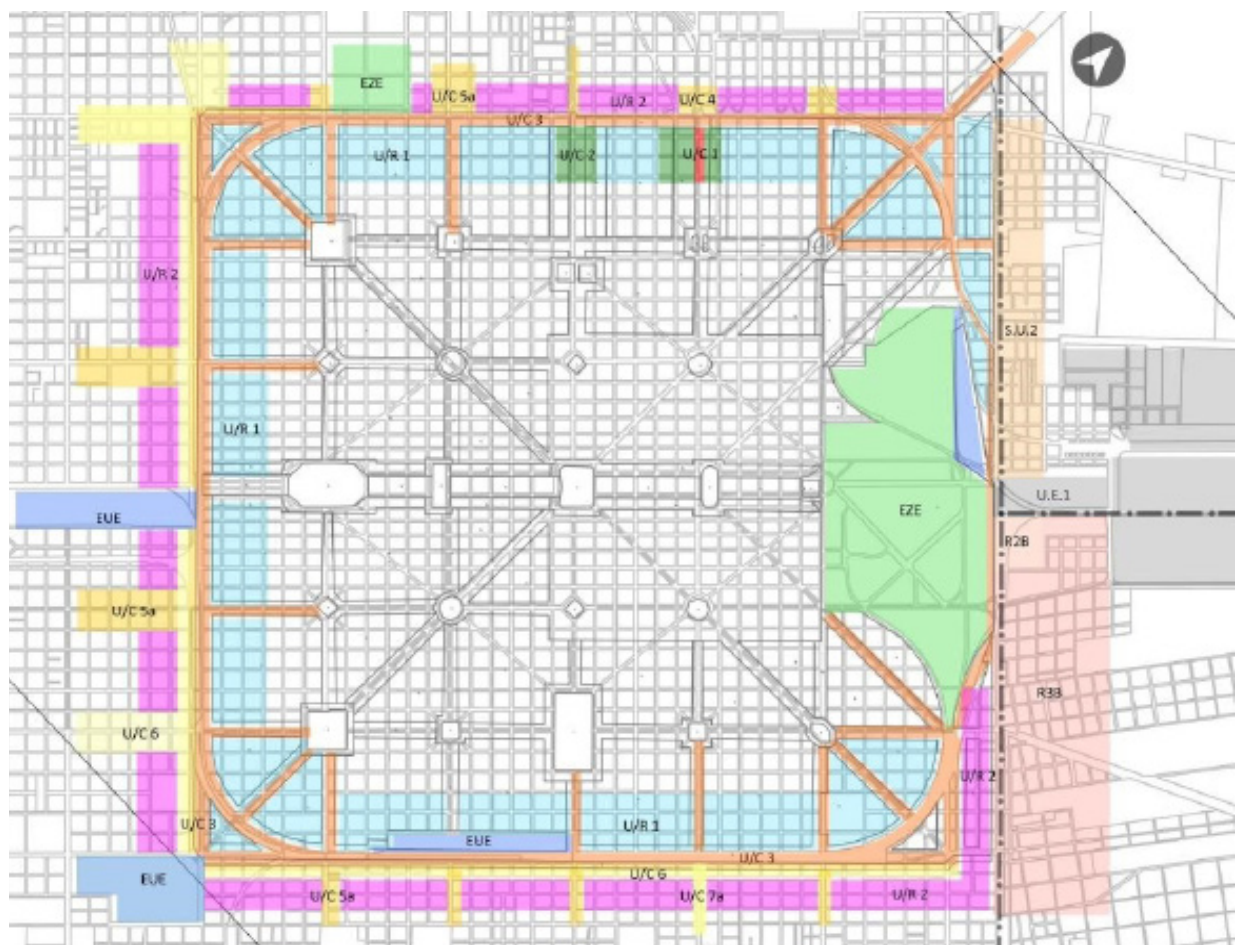 EZE
U/C 5a
U/R 2
U/C 4
U/C 3
U/R 1
U/C 2
U/C 1
U/R 2
S.U.2
U/R 1
U.E.1
EUE
EZE
R2B
U/C 5a
R3B
U/C 6
U/R 2
U/C 3
U/R 1
EUE
U/C 3
U/C 6
EUE
U/C 5a
U/C 7a
U/R 2